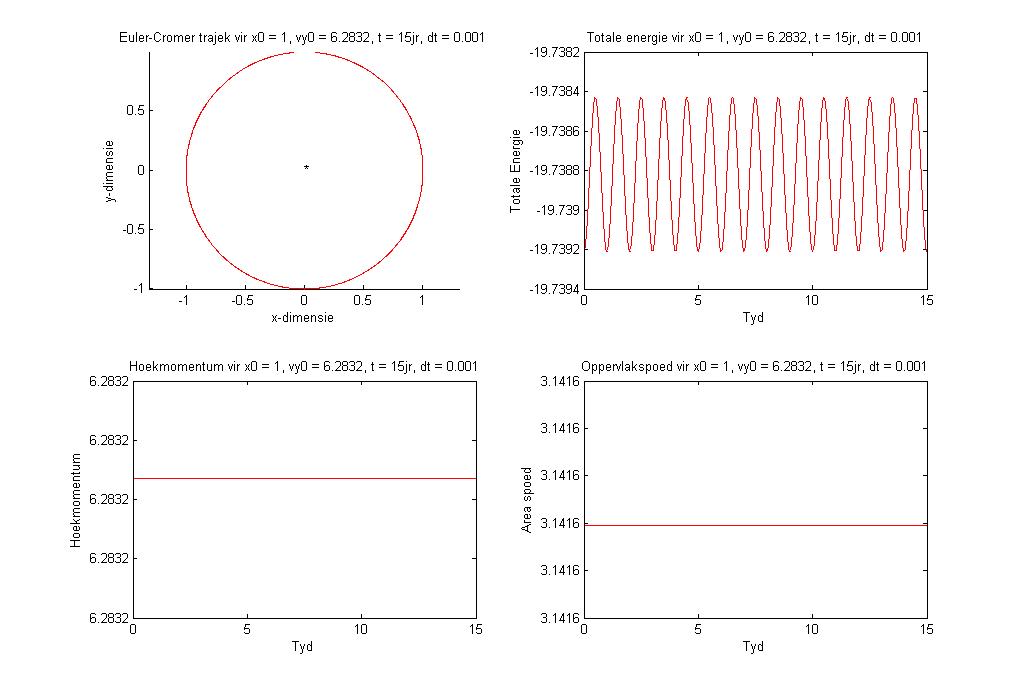 Euler-Cromer trajek vir x0 = 1, vy0 = 6.2832, t = 15jr, dt = 0.001
0.5
0
-0.5
-1
y-dimensie
-1 -0.5 0 0.5 1
x-dimensie
Totale energie vir x0 = 1, vy0 = 6.2832, t = 15jr, dt = 0.001
-19.7382
-19.7384
-19.7386
-19.7388
-19.739
-19.7392
-19.7394
Totale Energie
0 5 10 15
Tyd
Hoekmomentum vir x0 = 1, vy0 = 6.2832, t = 15jr, dt = 0.001
6.2832
6.2832
6.2832
6.2832
6.2832
Hoekmomentum
0 5 10 15
Tyd
Oppervlakspoed vir x0 = 1, vy0 = 6.2832, t = 15jr, dt = 0.001
3.1416
3.1416
3.1416
3.1416
3.1416
3.1416
Area spoed
0 5 10 15
Tyd